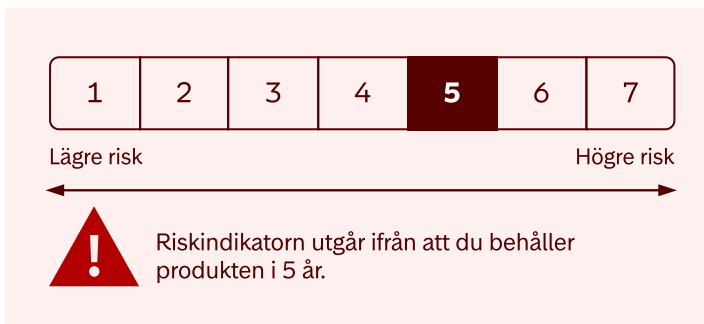 1 2 3 4 5 6 7
Lägre risk Högre risk
!
Riskindikatorn utgår ifrån att du behåller
produkten i 5 år.